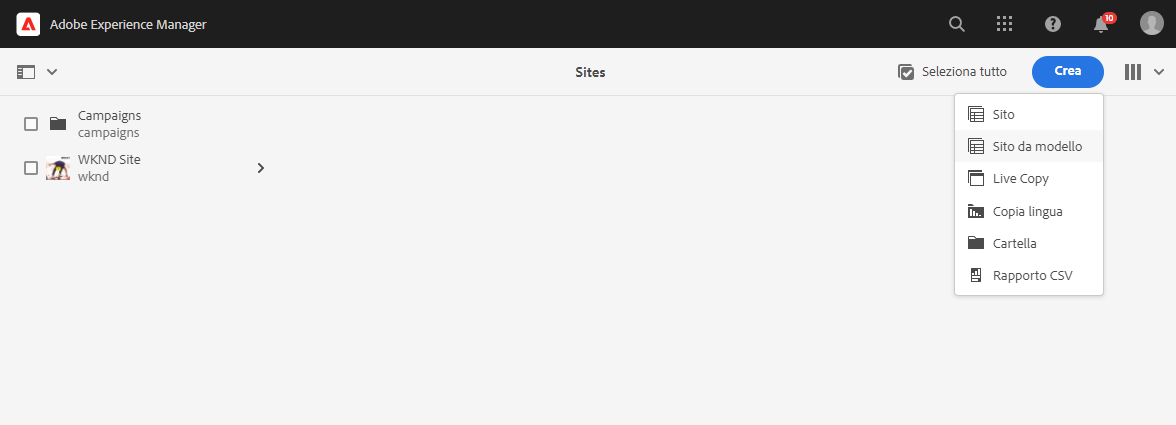 Adobe Experience Manager
10
Sites
Seleziona tutto
Crea
Campaigns
campaigns
WKND Site
wknd
Sito
Sito da modello
Live Copy
Copia lingua
Cartella
Rapporto CSV